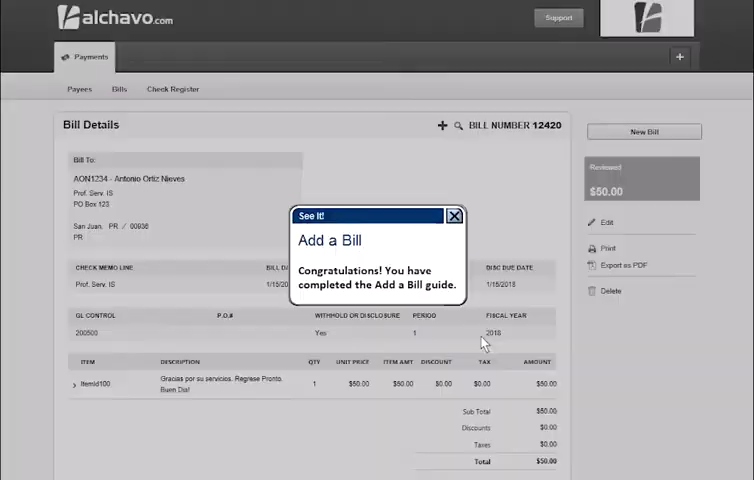 alchavo.com
Support
Payments
+
Payees Bills Check Register
Bill Details
BILL NUMBER 12420
New Bill
Bill To:
AON1234 - Antonio Ortiz Nieves
Prof. Serv. IS
PO Box 123
San Juan, PR / 00936
PR
Reviewed
$50.00
Edit
Print
Export as PDF
Delete
See It!
Add a Bill
Congratulations! You have
completed the Add a Bill guide.
CHECK MEMO LINE BILL DISC DUE DATE
Prof. Serv. IS 1/15/2018
GL CONTROL P.O.# WITHHOLD OR DISCLOSURE PERIOD FISCAL YEAR
200500 Yes 1 2018
ITEM DESCRIPTION QTY UNIT PRICE ITEM AMT DISCOUNT TAX AMOUNT
ItemId100 Gracias por su servicios. Regrese Pronto. 1 $50.00 $50.00 $0.00 $0.00 $50.00
Buen Dia!
Sub Total $50.00
Discounts $0.00
Taxes $0.00
Total $50.00